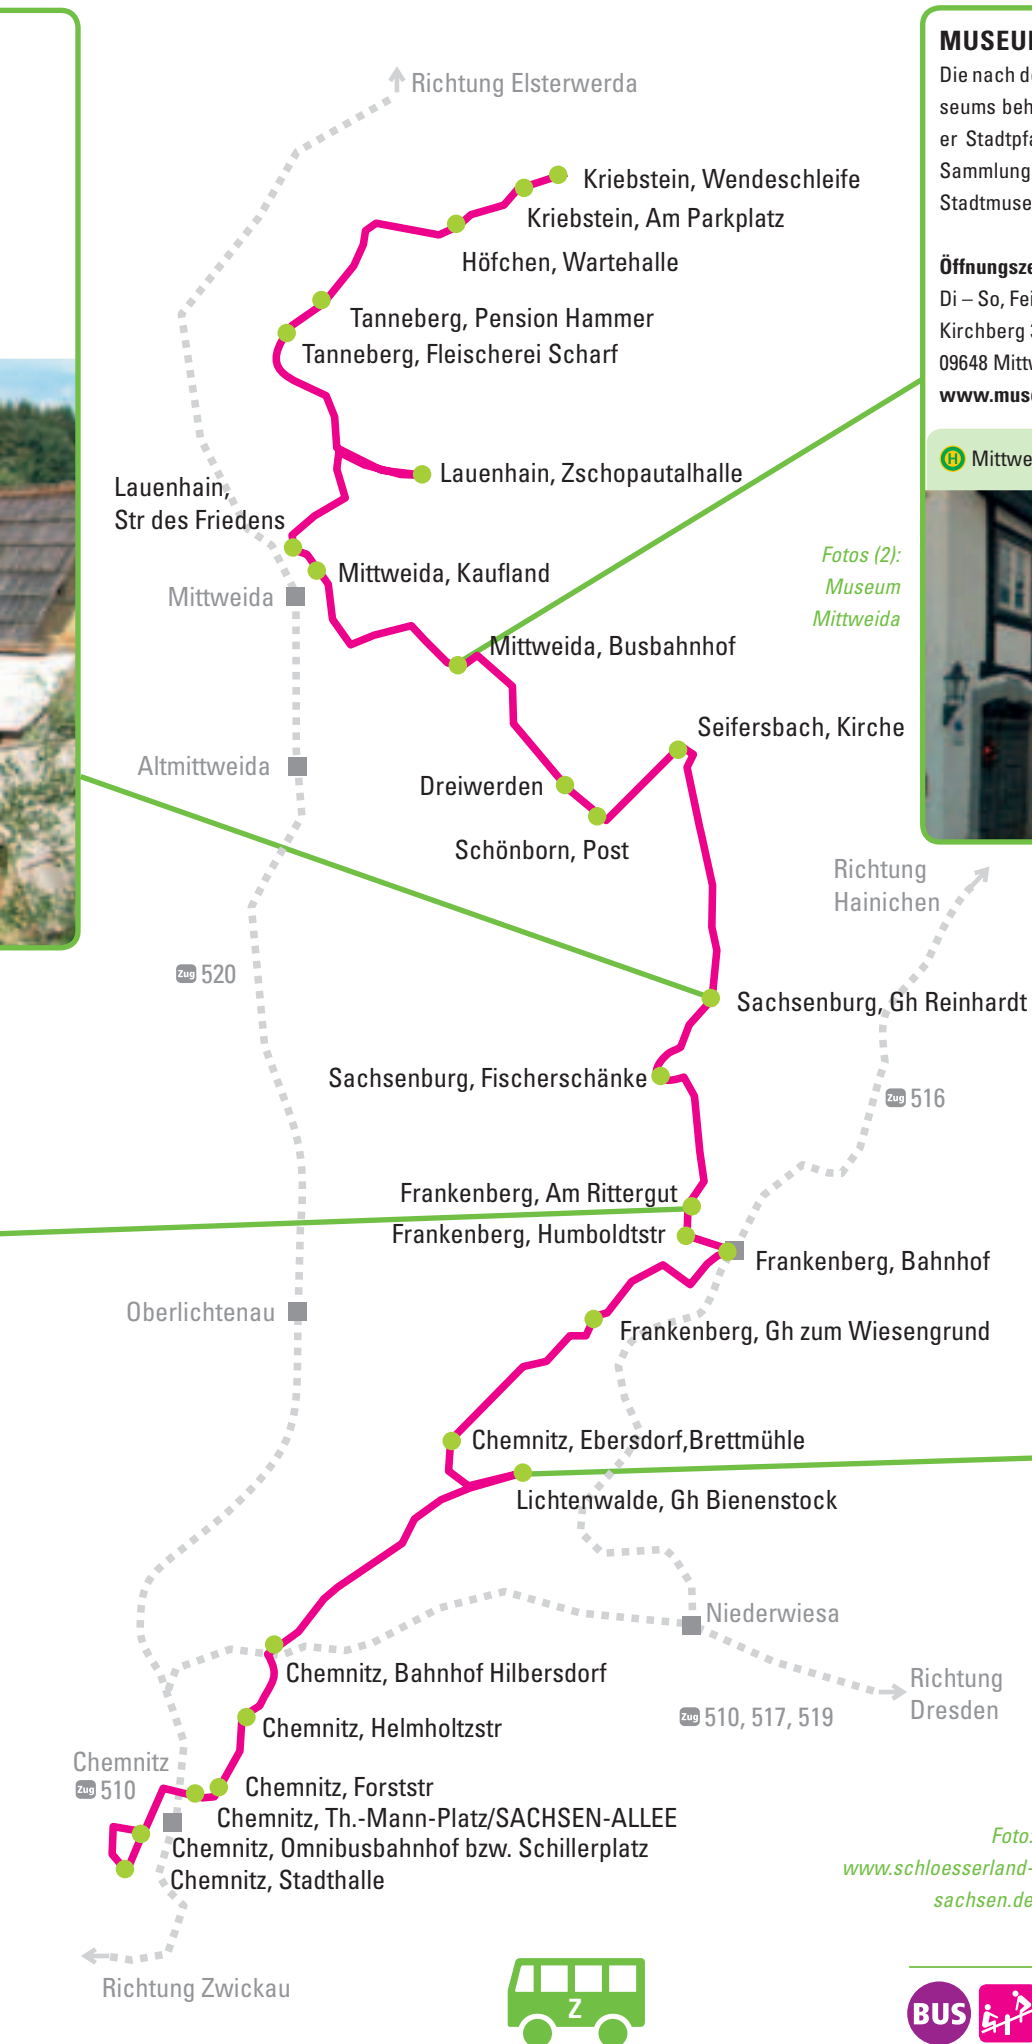 MUSEUM
Die nach d
seums beh
er Stadtpfa
Sammlung
Stadtmuse
Öffnungsze
Di – So, Fei
Kirchberg 3
09648 Mittw
www.mus
H Mittwe
Fotos (2):
Museum
Mittweida
Richtung Elsterwerda
Kriebstein, Wendeschleife
Kriebstein, Am Parkplatz
Höfchen, Wartehalle
Tanneberg, Pension Hammer
Tanneberg, Fleischerei Scharf
Lauenhain, Zschopautalhalle
Lauenhain,
Str des Friedens
Mittweida, Kaufland
Mittweida
Mittweida, Busbahnhof
Seifersbach, Kirche
Altmittweida
Dreiwerden
Schönborn, Post
Richtung
Hainichen
Zug 520
Sachsenburg, Gh Reinhardt
Sachsenburg, Fischerschänke
Zug 516
Frankenberg, Am Rittergut
Frankenberg, Humboldtstr
Frankenberg, Bahnhof
Oberlichtenau
Frankenberg, Gh zum Wiesengrund
Chemnitz, Ebersdorf,Brettmühle
Lichtenwalde, Gh Bienenstock
Niederwiesa
Chemnitz, Bahnhof Hilbersdorf
Richtung
Dresden
Zug 510, 517, 519
Chemnitz, Helmholtzstr
Chemnitz
Zug 510
Chemnitz, Forststr
Chemnitz, Th.-Mann-Platz/SACHSEN-ALLEE
Chemnitz, Omnibusbahnhof bzw. Schillerplatz
Chemnitz, Stadthalle
Foto:
www.schloesserland-
sachsen.de
Richtung Zwickau
Z
BUS